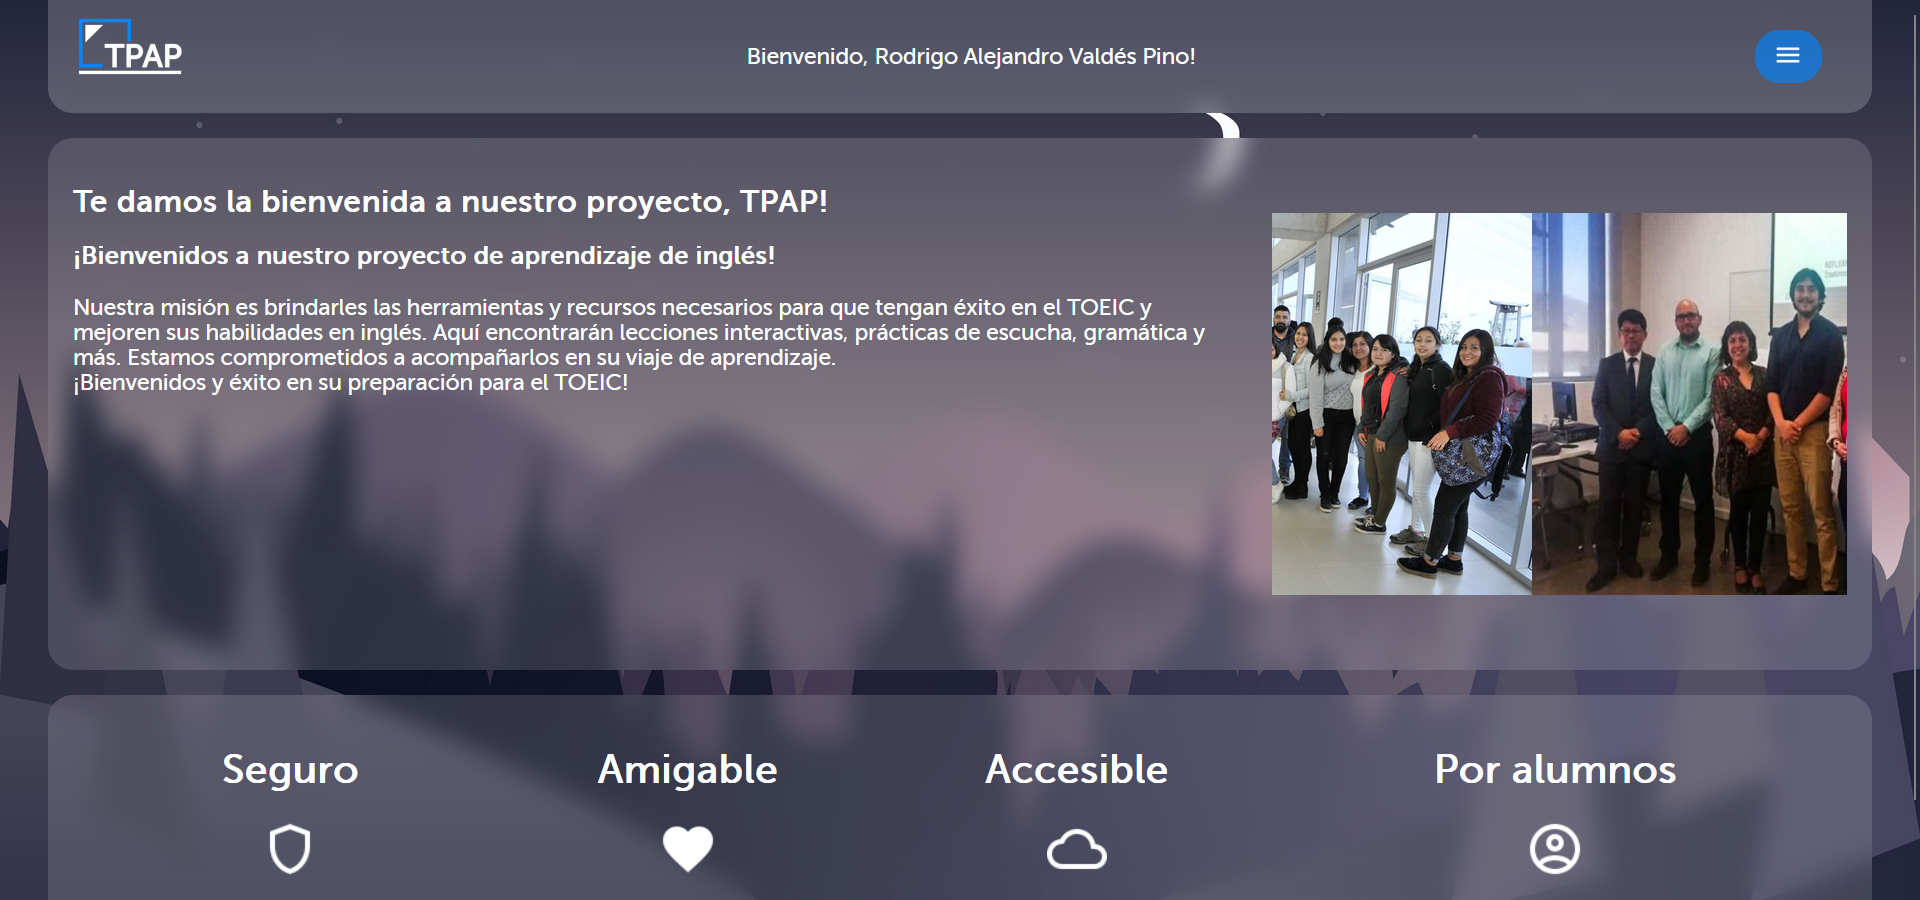 TPAP
Bienvenido, Rodrigo Alejandro Valdés Pino!
Te damos la bienvenida a nuestro proyecto, TPAP!
¡Bienvenidos a nuestro proyecto de aprendizaje de inglés!
Nuestra misión es brindarles las herramientas y recursos necesarios para que tengan éxito en el TOEIC y
mejoren sus habilidades en inglés. Aquí encontrarán lecciones interactivas, prácticas de escucha, gramática y
más. Estamos comprometidos a acompañarlos en su viaje de aprendizaje.
¡Bienvenidos y éxito en su preparación para el TOEIC!
Seguro
Amigable
Accesible
Por alumnos